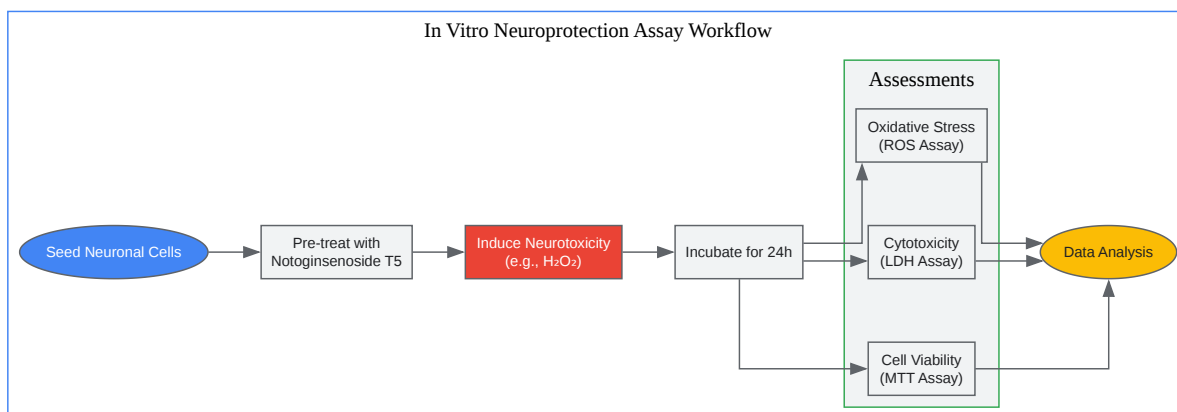 In Vitro Neuroprotection Assay Workflow
Assessments
Oxidative Stress
(ROS Assay)
Seed Neuronal Cells
Pre-treat with
Notoginsenoside T5
Induce Neurotoxicity
(e.g., H₂O₂)
Incubate for 24h
Cytotoxicity
(LDH Assay)
Data Analysis
Cell Viability
(MTT Assay)